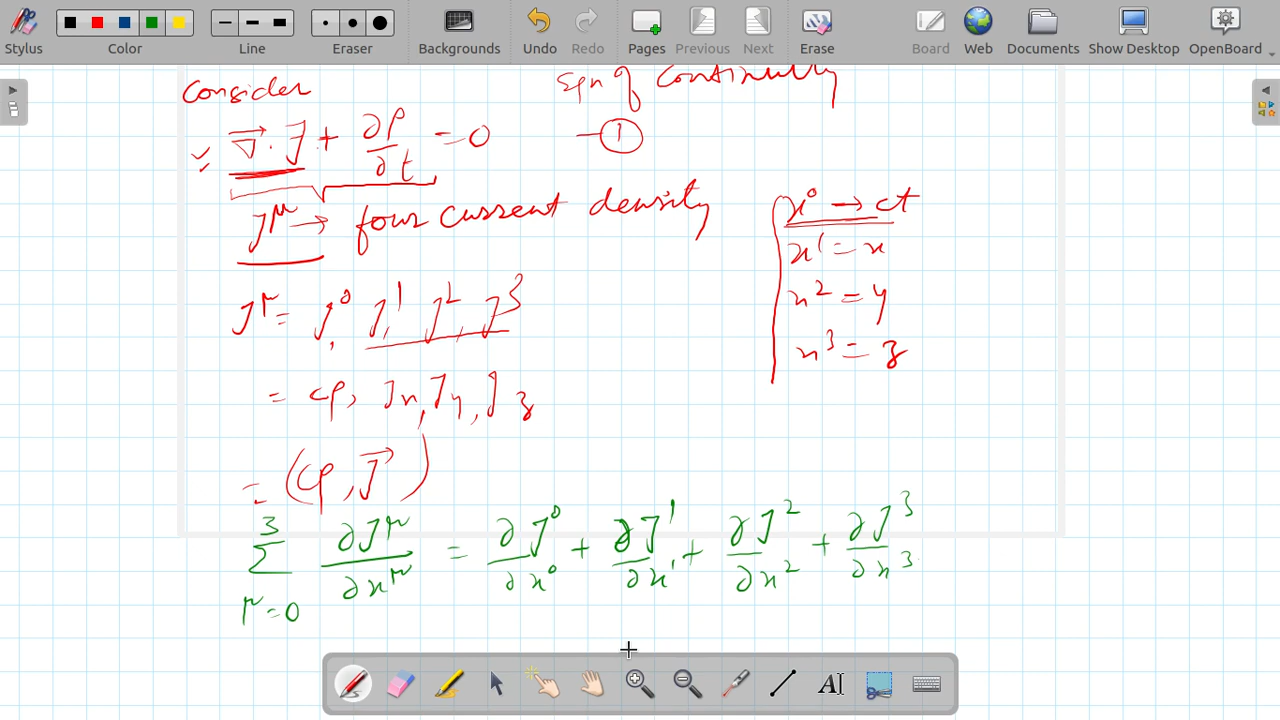 Stylus Color Line Eraser Backgrounds Undo Redo Pages Previous Next Erase Board Web Documents Show Desktop OpenBoard
Consider Eqn of Continuity
∇⃗·J⃗ + ∂ρ/∂t = 0 —①
J^μ → four current density
x⁰ → ct
x¹ = x
x² = y
x³ = z
J^μ = J⁰, J¹, J², J³
= cρ, Jx, Jy, Jz
= (cρ, J⃗)
3 Σ μ=0 ∂J^μ/∂x^μ = ∂J⁰/∂x⁰ + ∂J¹/∂x¹ + ∂J²/∂x² + ∂J³/∂x³
AI